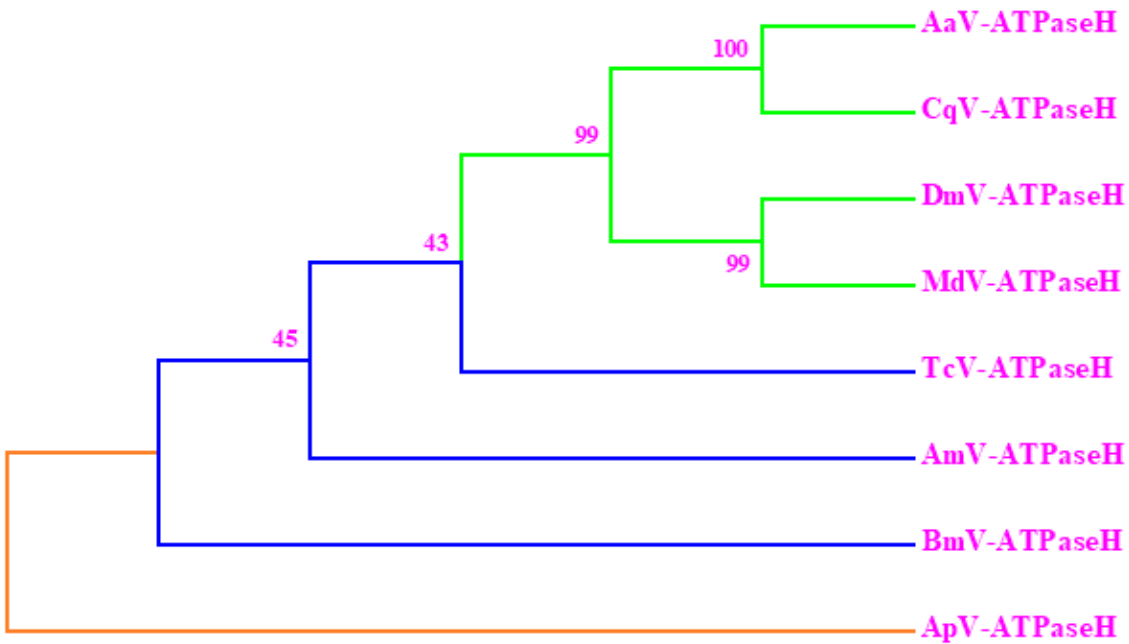 AaV-ATPaseH
100
CqV-ATPaseH
99
DmV-ATPaseH
43
99
MdV-ATPaseH
45
TcV-ATPaseH
AmV-ATPaseH
BmV-ATPaseH
ApV-ATPaseH